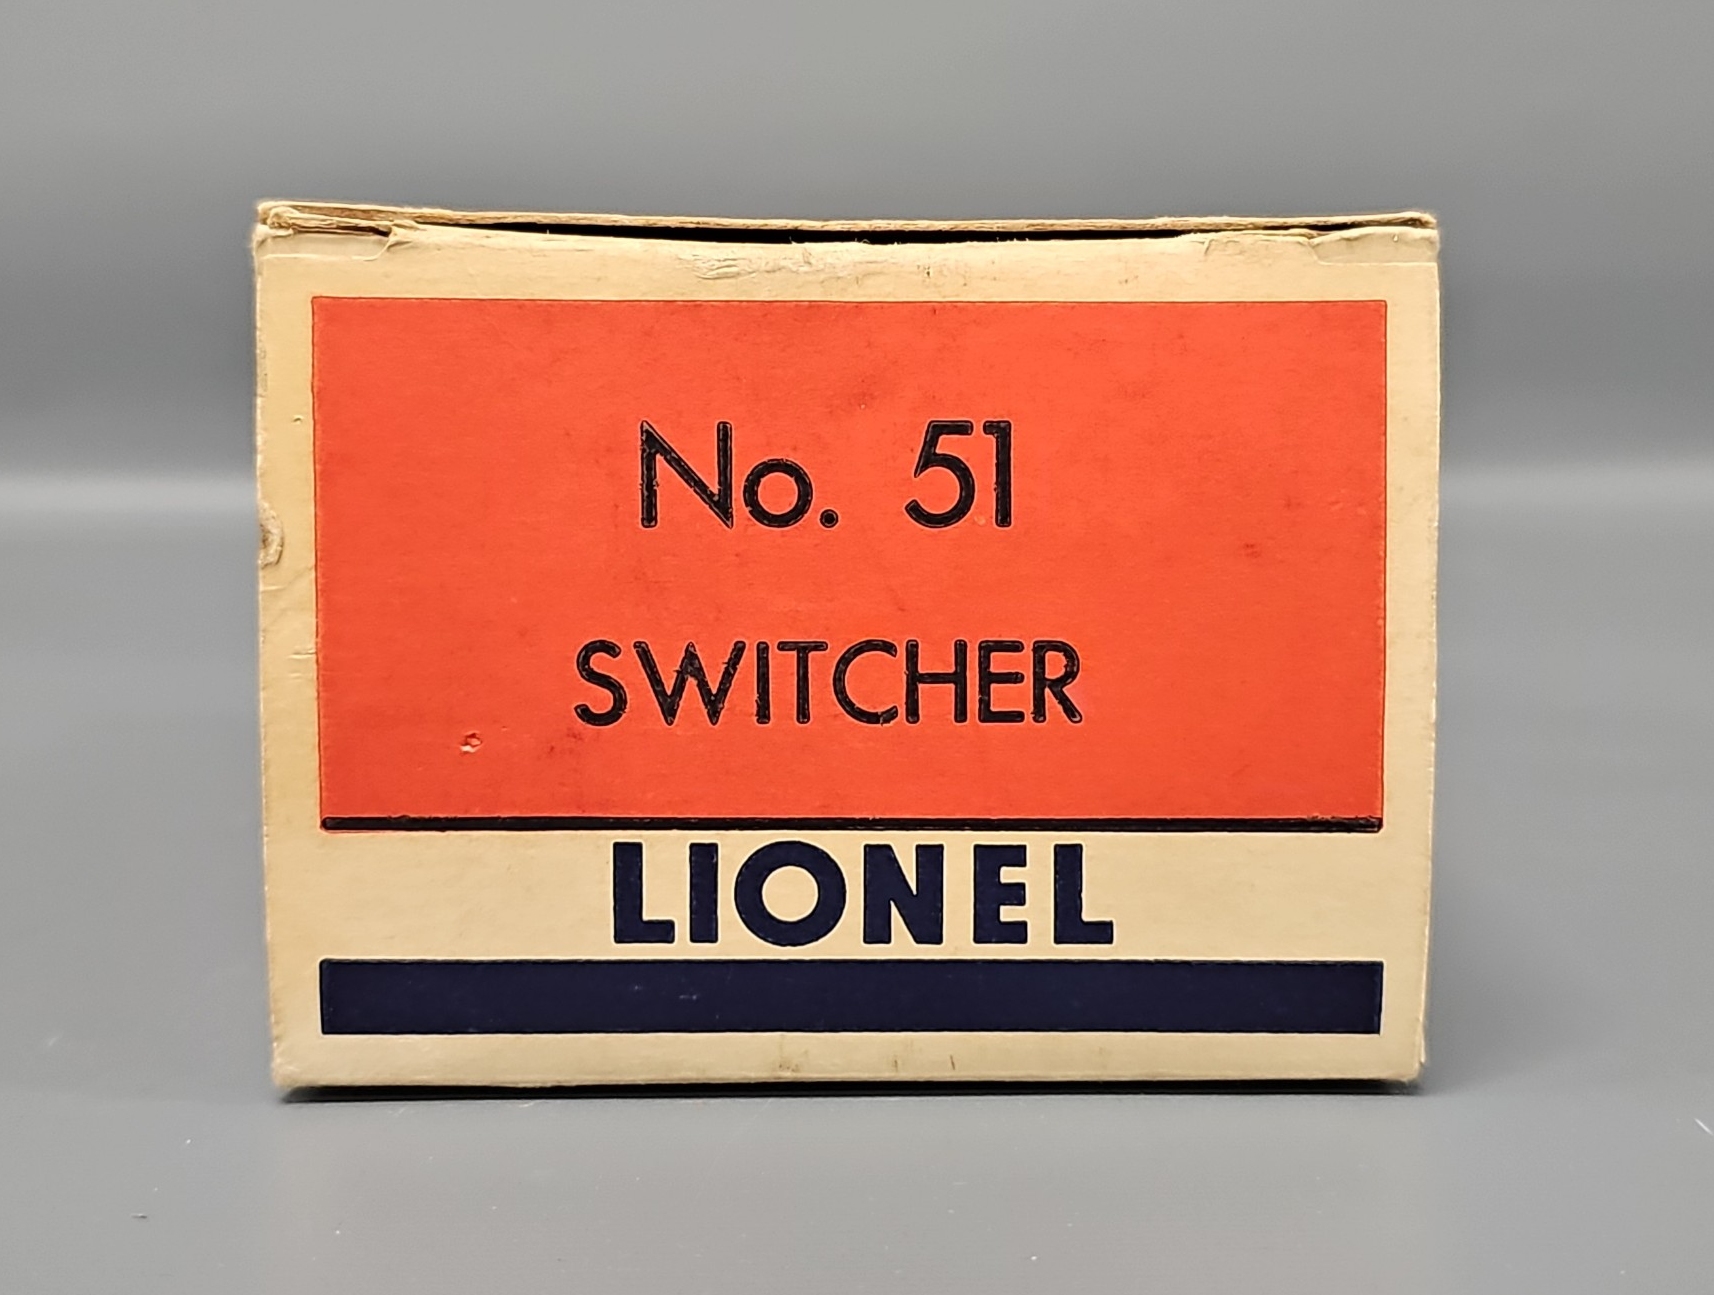 No. 51
SWITCHER
LIONEL